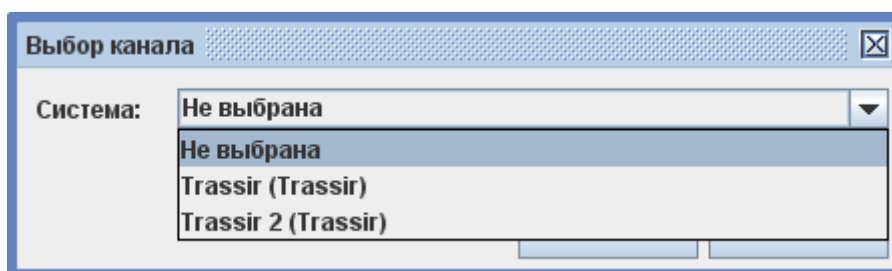 Выбор канала
Система: Не выбрана
Не выбрана
Trassir (Trassir)
Trassir 2 (Trassir)